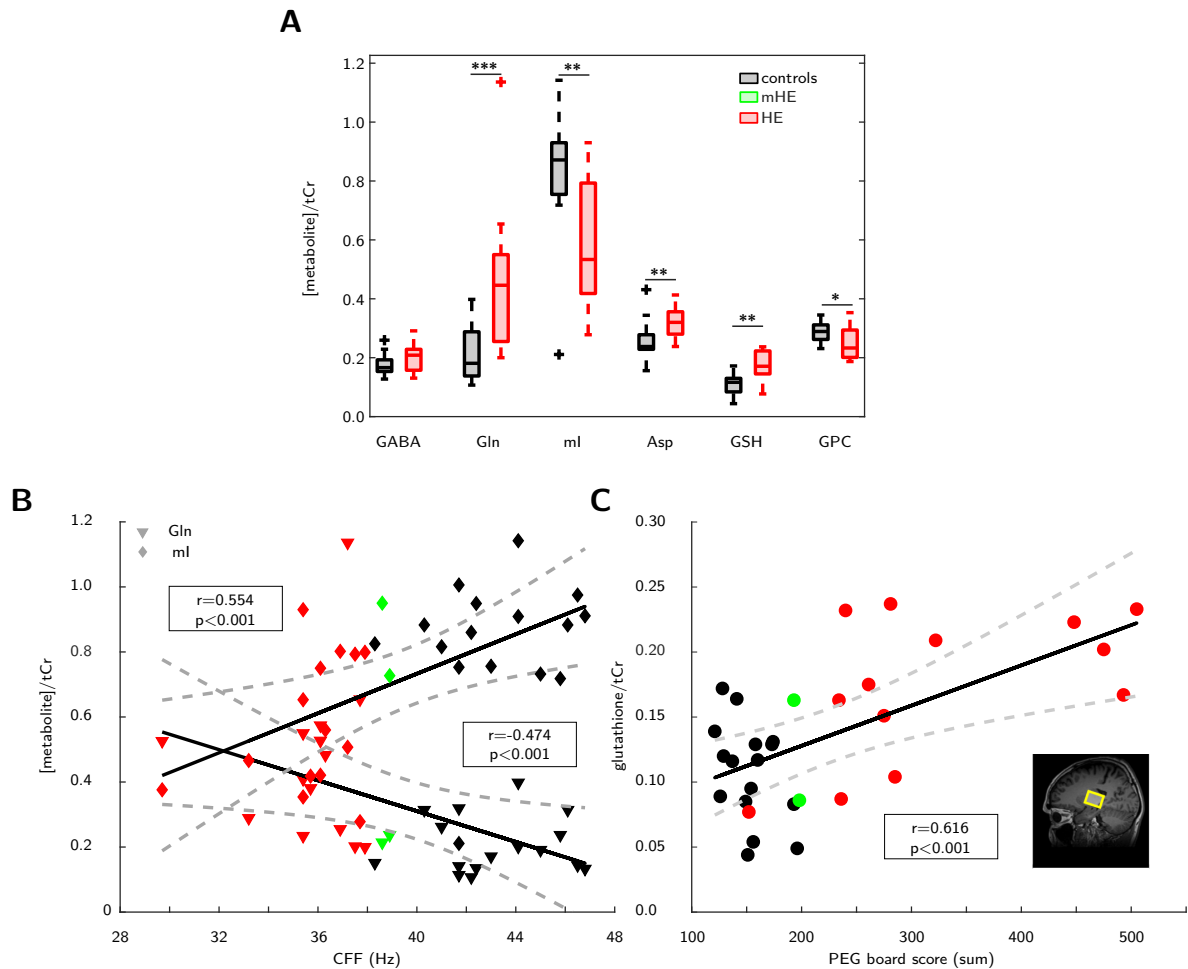 A
1.2
1.0
0.8
0.6
0.4
0.2
0.0
[metabolite]/tCr
***
**
**
**
*
controls
mHE
HE
GABA Gln mI Asp GSH GPC
B
1.2
1.0
0.8
0.6
0.4
0.2
0
[metabolite]/tCr
Gln
mI
r=0.554
p<0.001
r=-0.474
p<0.001
28 32 36 40 44 48
CFF (Hz)
C
0.30
0.25
0.20
0.15
0.10
0.05
0.0
glutathione/tCr
r=0.616
p<0.001
100 200 300 400 500
PEG board score (sum)